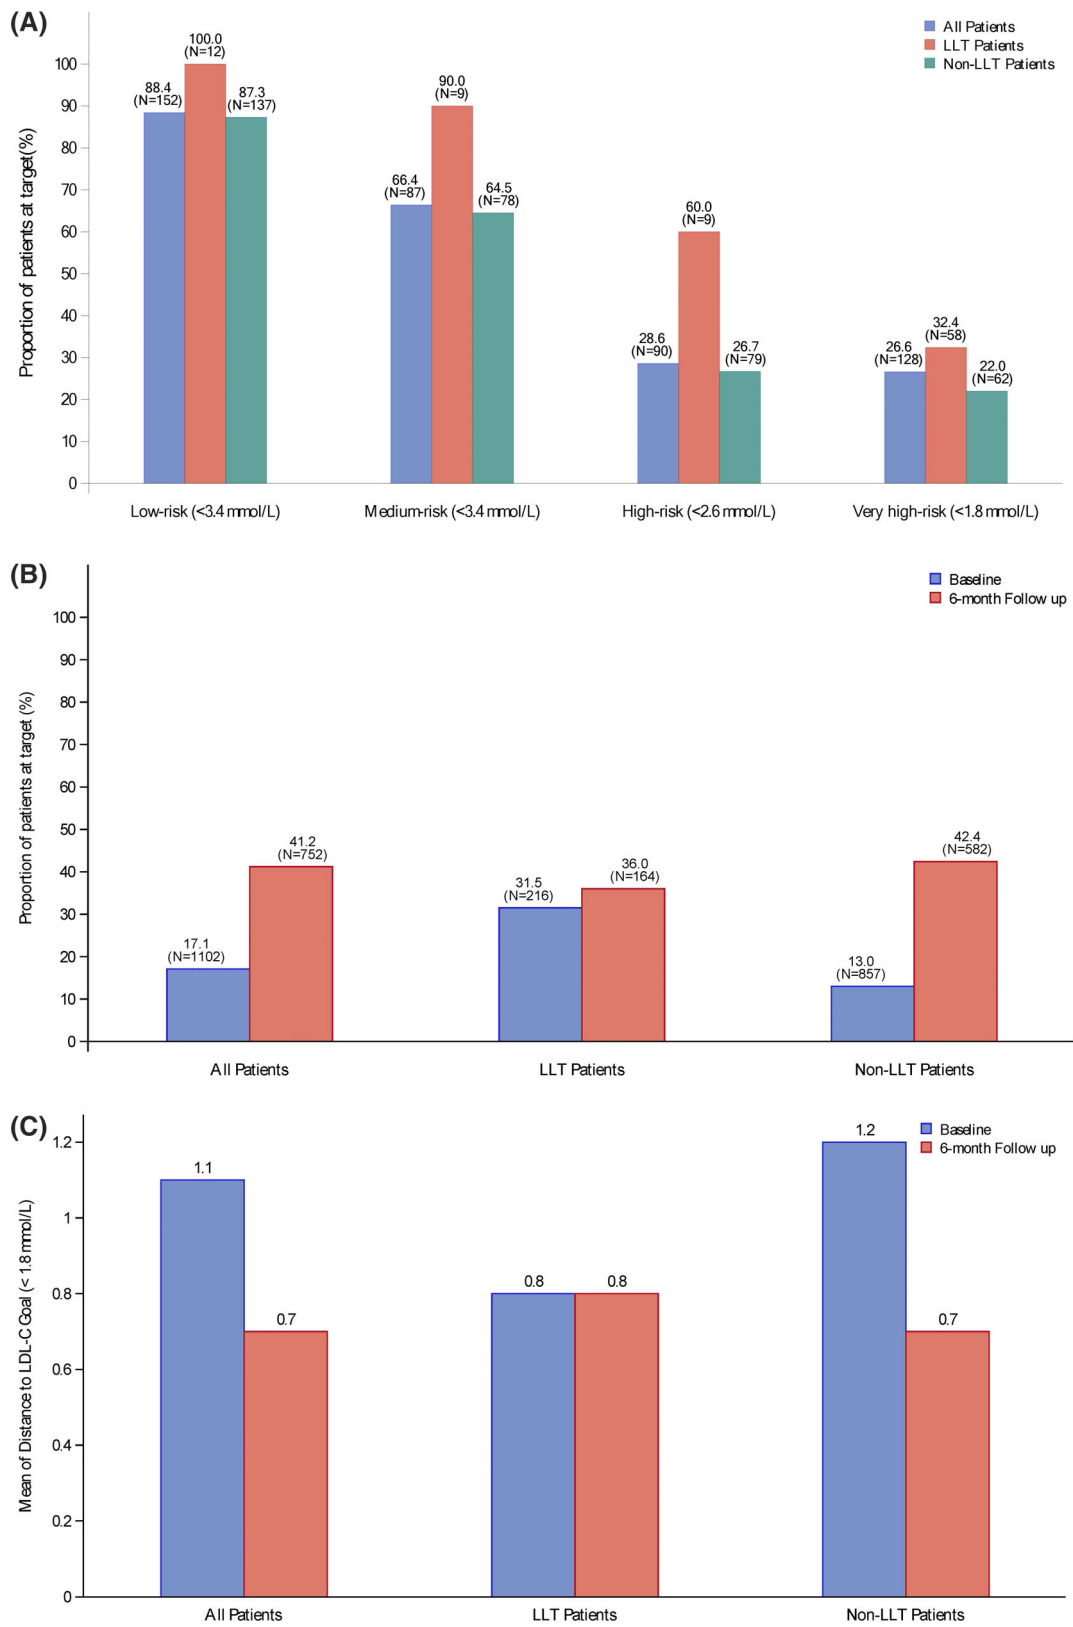 (A)
All Patients
LLT Patients
Non-LLT Patients
Proportion of patients at target(%)
100
90
80
70
60
50
40
30
20
10
0
88.4
(N=152)
100.0
(N=12)
87.3
(N=137)
66.4
(N=87)
90.0
(N=9)
64.5
(N=78)
28.6
(N=90)
60.0
(N=9)
26.7
(N=79)
26.6
(N=128)
32.4
(N=58)
22.0
(N=62)
Low-risk (<3.4 mmol/L)
Medium-risk (<3.4 mmol/L)
High-risk (<2.6 mmol/L)
Very high-risk (<1.8 mmol/L)
(B)
Baseline
6-month Follow up
Proportion of patients at target (%)
100
90
80
70
60
50
40
30
20
10
0
17.1
(N=1102)
41.2
(N=752)
31.5
(N=216)
36.0
(N=164)
13.0
(N=857)
42.4
(N=582)
All Patients
LLT Patients
Non-LLT Patients
(C)
Baseline
6-month Follow up
Mean of Distance to LDL-C Goal (< 1.8 mmol/L)
1.2
1
0.8
0.6
0.4
0.2
0
1.1
0.7
0.8
0.8
1.2
0.7
All Patients
LLT Patients
Non-LLT Patients